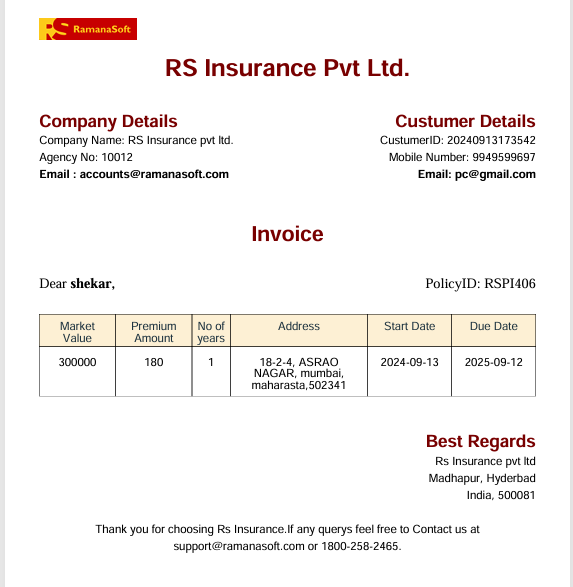 RS RamanaSoft
RS Insurance Pvt Ltd.
Company Details
Company Name: RS Insurance pvt ltd.
Agency No: 10012
Email : accounts@ramanasoft.com
Custumer Details
CustumerID: 20240913173542
Mobile Number: 9949599697
Email: pc@gmail.com
Invoice
Dear shekar,
PolicyID: RSPI406
Market Value Premium Amount No of years Address Start Date Due Date
300000 180 1 18-2-4, ASRAO NAGAR, mumbai, maharasta,502341 2024-09-13 2025-09-12
Best Regards
Rs Insurance pvt ltd
Madhapur, Hyderbad
India, 500081
Thank you for choosing Rs Insurance.If any querys feel free to Contact us at
support@ramanasoft.com or 1800-258-2465.